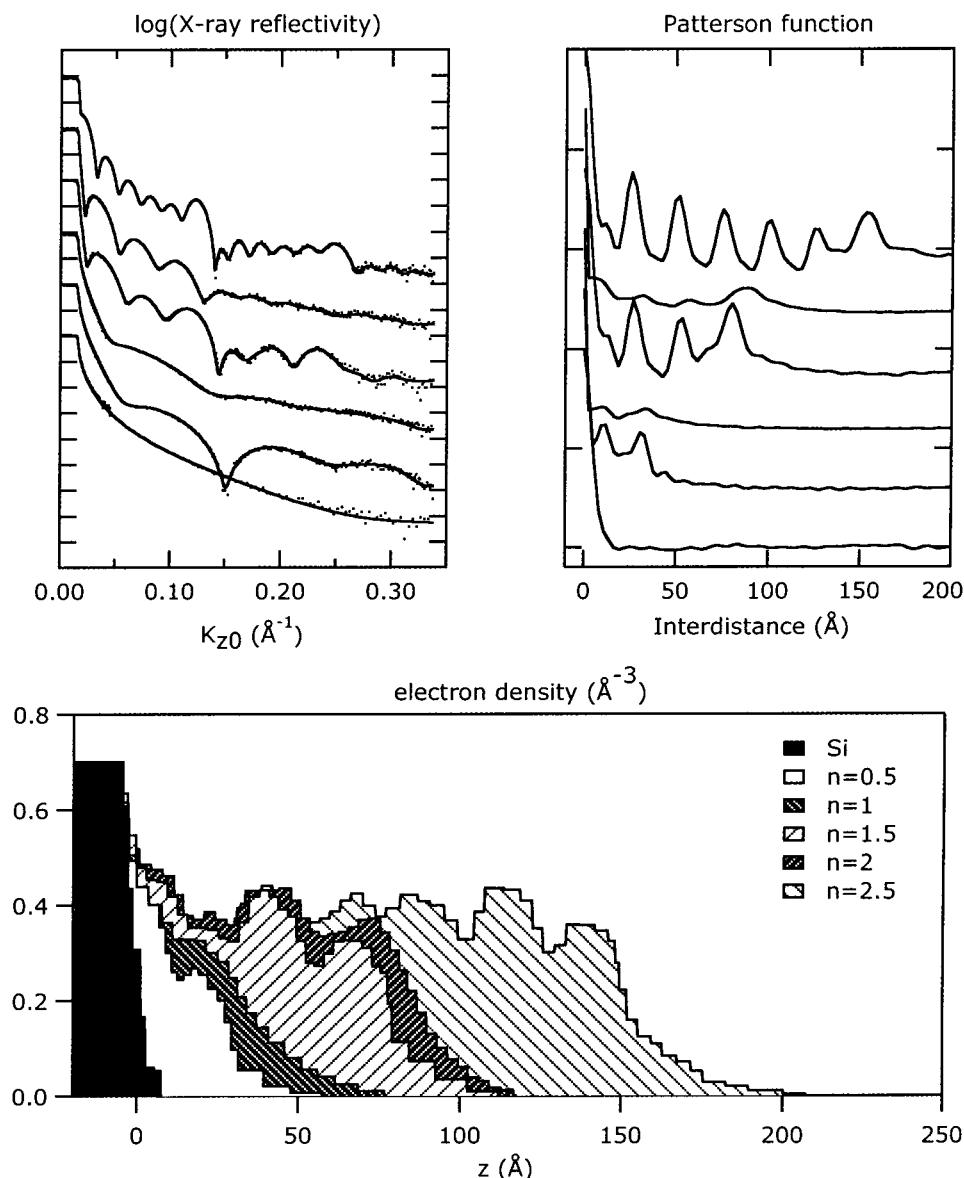 log(X-ray reflectivity)
Patterson function
0.00
0.10
0.20
0.30
K_{Z0} (Å^{-1})
0
50
100
150
200
Interdistance (Å)
electron density (Å^{-3})
0.8
0.6
0.4
0.2
0.0
Si
n=0.5
n=1
n=1.5
n=2
n=2.5
0
50
100
150
200
250
z (Å)